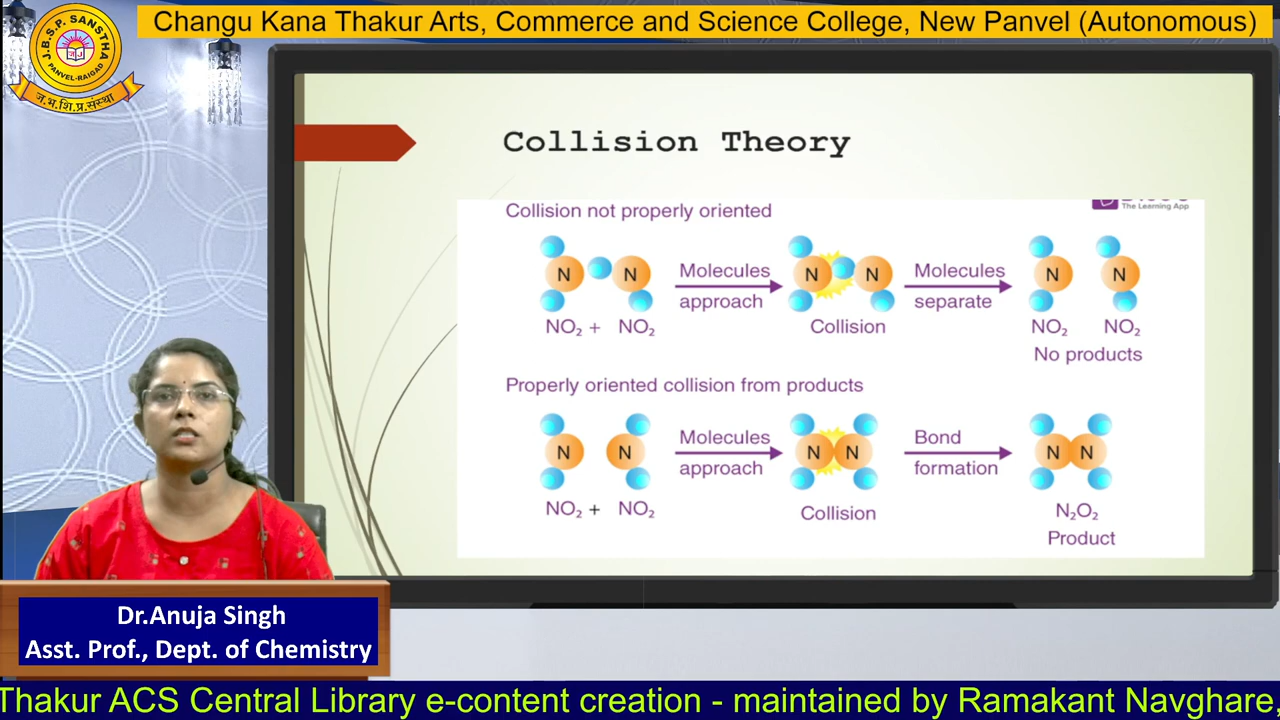 Changu Kana Thakur Arts, Commerce and Science College, New Panvel (Autonomous)
J.B.S.P. SANSTHA
PANVEL-RAIGAD
ज.भ.शि.प्र.संस्था
Collision Theory
Collision not properly oriented
The Learning App
N N Molecules approach N N Molecules separate N N
NO₂ + NO₂ Collision NO₂ NO₂
No products
Properly oriented collision from products
N N Molecules approach N N Bond formation N N
NO₂ + NO₂ Collision N₂O₂
Product
Dr.Anuja Singh
Asst. Prof., Dept. of Chemistry
Thakur ACS Central Library e-content creation - maintained by Ramakant Navghare,